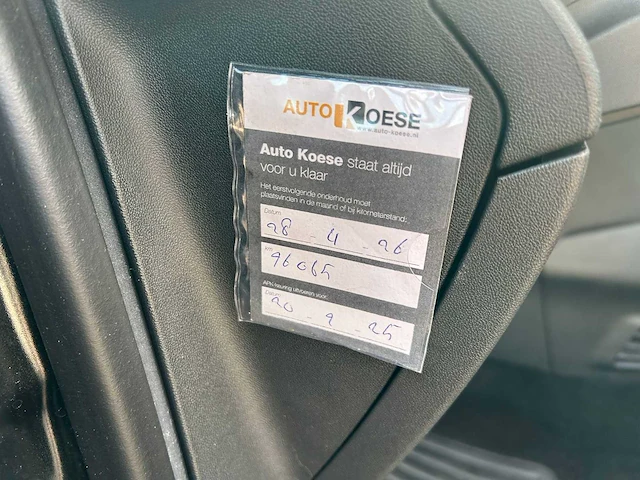 AUTO KOESE
www.auto-koese.nl
Auto Koese staat altijd
voor u klaar
Het eerstvolgende onderhoud moet
plaatsvinden in de maand of bij kilometerstand:
Datum
28 - 4 - 26
km
96065
APK-keuring uitvoeren voor:
Datum
20 - 9 - 25